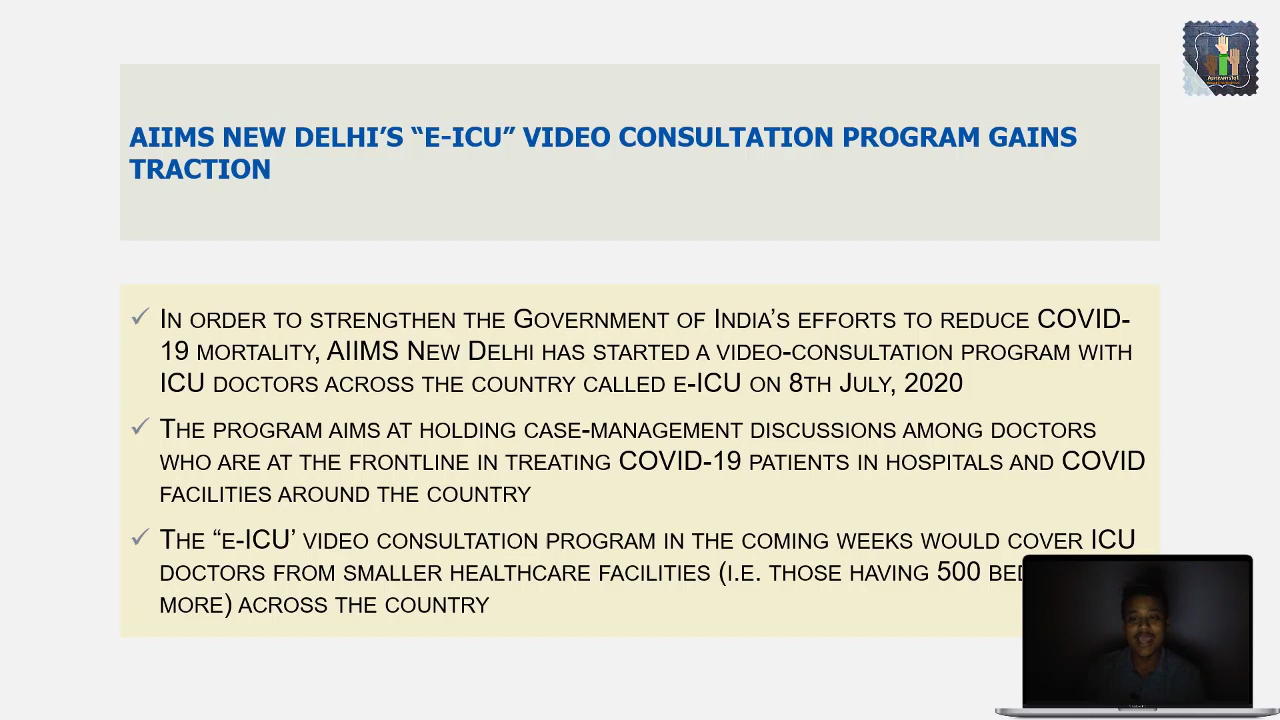 AIIMS NEW DELHI’S “E-ICU” VIDEO CONSULTATION PROGRAM GAINS
TRACTION
IN ORDER TO STRENGTHEN THE GOVERNMENT OF INDIA’S EFFORTS TO REDUCE COVID-
19 MORTALITY, AIIMS NEW DELHI HAS STARTED A VIDEO-CONSULTATION PROGRAM WITH
ICU DOCTORS ACROSS THE COUNTRY CALLED E-ICU ON 8TH JULY, 2020
THE PROGRAM AIMS AT HOLDING CASE-MANAGEMENT DISCUSSIONS AMONG DOCTORS
WHO ARE AT THE FRONTLINE IN TREATING COVID-19 PATIENTS IN HOSPITALS AND COVID
FACILITIES AROUND THE COUNTRY
THE “E-ICU’ VIDEO CONSULTATION PROGRAM IN THE COMING WEEKS WOULD COVER ICU
DOCTORS FROM SMALLER HEALTHCARE FACILITIES (I.E. THOSE HAVING 500
MORE) ACROSS THE COUNTRY